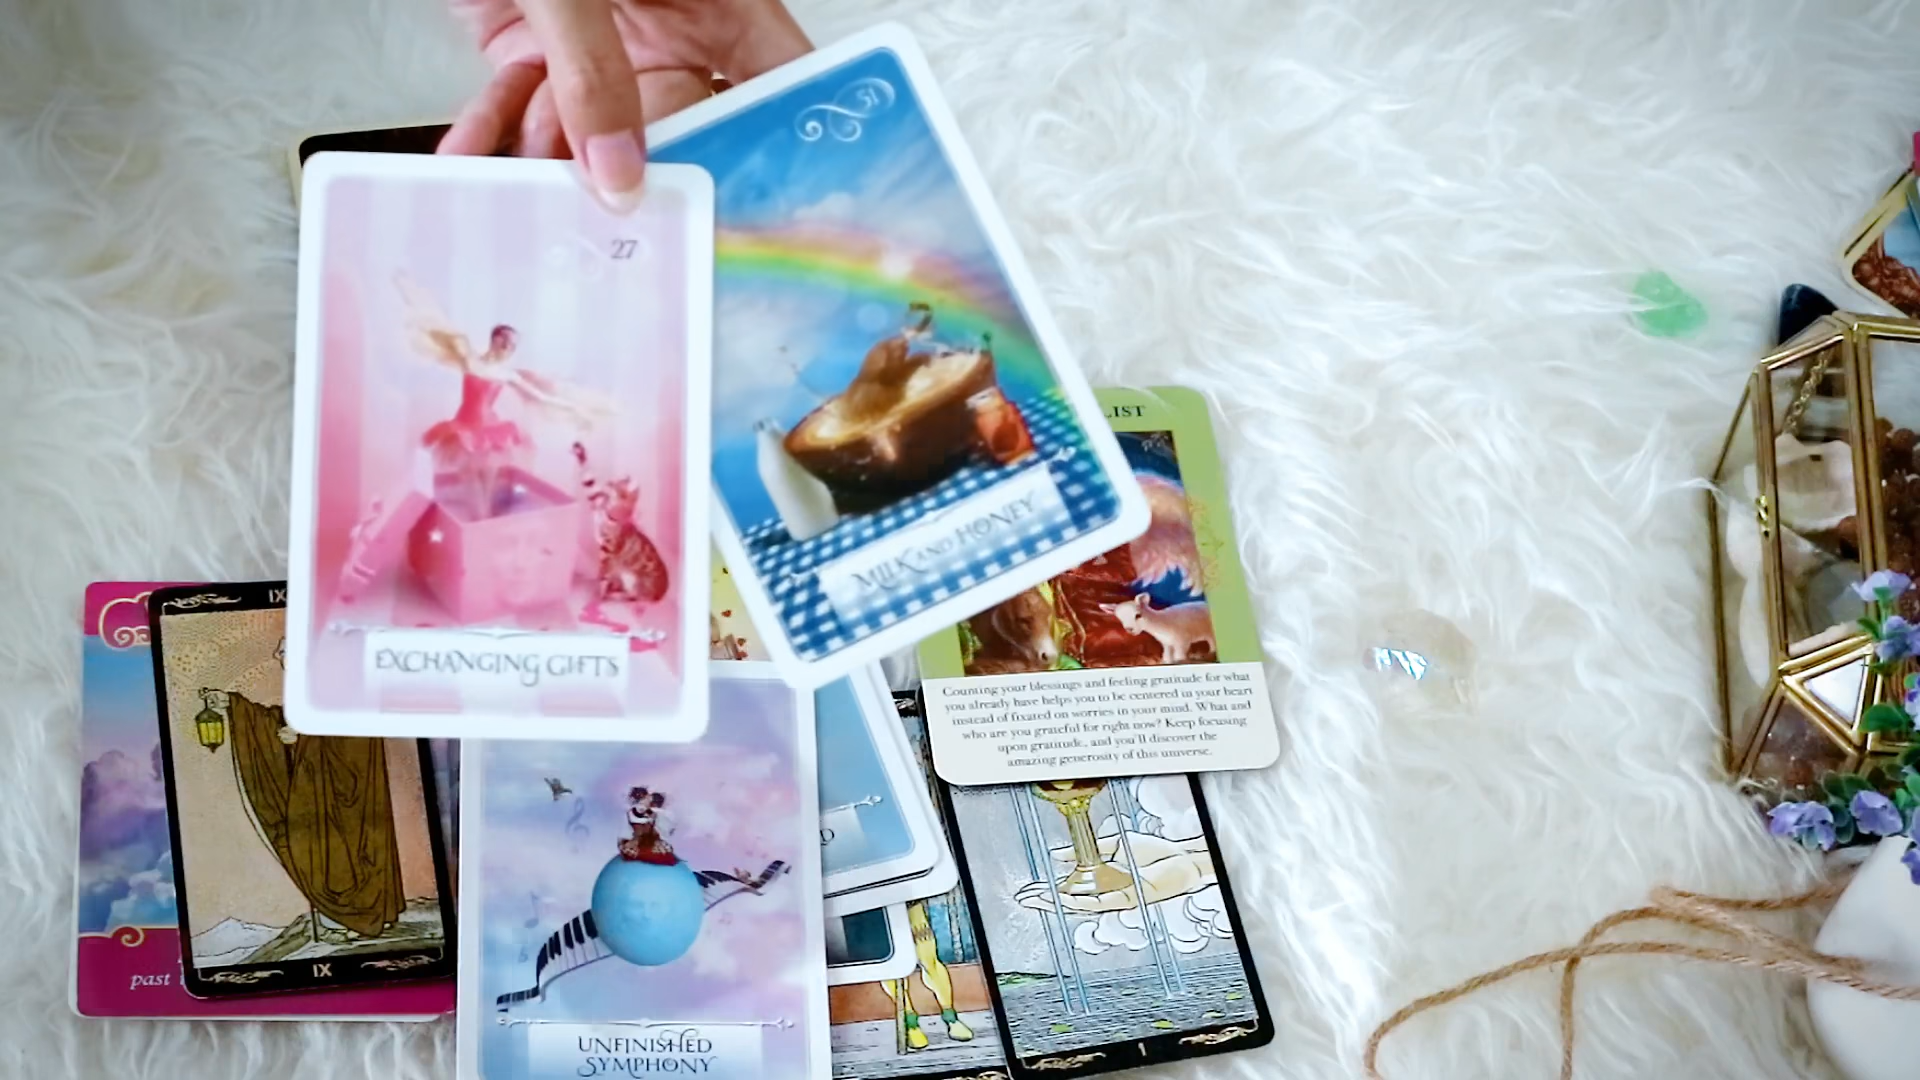 51
27
MILK AND HONEY
EXCHANGING GIFTS
LIST
Counting your blessings and feeling gratitude for what
you already have helps you to be centered in your heart
instead of fixated on worries in your mind. What and
who are you grateful for right now? Keep focusing
upon gratitude, and you'll discover the
amazing generosity of this universe.
IX
IX
past
D
UNFINISHED
SYMPHONY
I